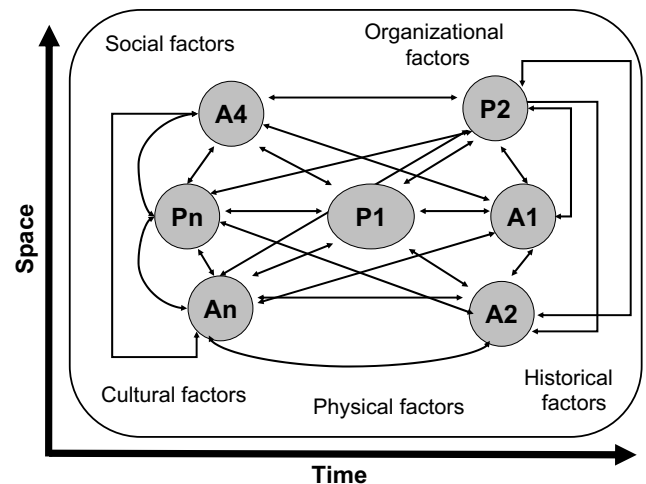 Social factors
Organizational
factors
A4
P2
Pn
P1
A1
An
A2
Space
Cultural factors
Physical factors
Historical
factors
Time